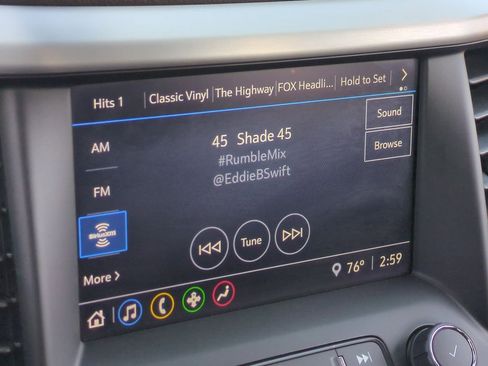 Hits 1 Classic Vinyl The Highway FOX Headli... Hold to Set
AM
45 Shade 45
Sound
#RumbleMix
Browse
@EddieBSwift
FM
SiriusXM
Tune
More
76° 2:59